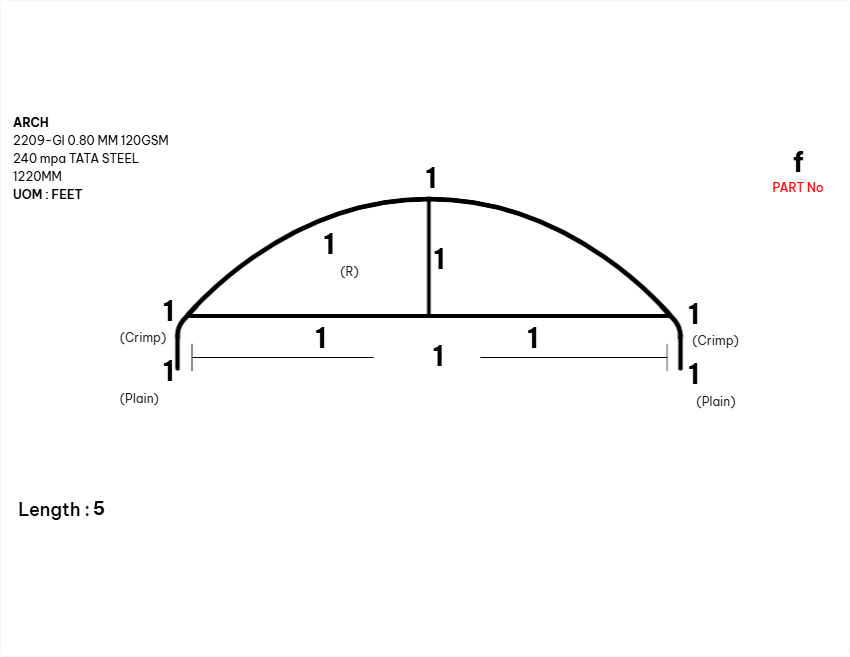 ARCH
2209-GI 0.80 MM 120GSM
240 mpa TATA STEEL
1220MM
UOM : FEET
f
PART No
1
1
(R)
1
1
(Crimp)
1
(Crimp)
1
1
1
1
(Plain)
1
(Plain)
Length : 5